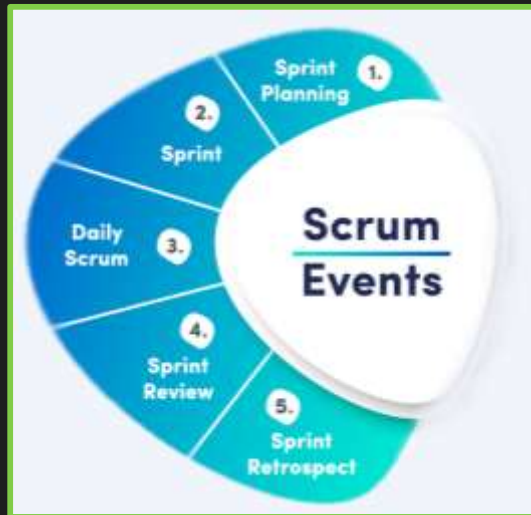 Sprint
Planning
1.
2.
Sprint
Daily
Scrum
3.
Scrum
Events
4.
Sprint
Review
5.
Sprint
Retrospect